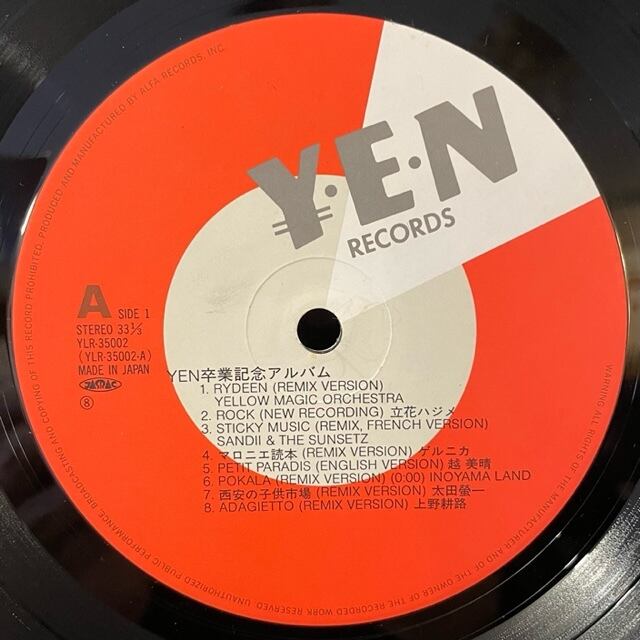 Y·E·N
RECORDS
A SIDE 1
STEREO 33⅓
YLR-35002
(YLR-35002-A)
MADE IN JAPAN
JASRAC
⑧
YEN卒業記念アルバム
1. RYDEEN (REMIX VERSION)
YELLOW MAGIC ORCHESTRA
2. ROCK (NEW RECORDING) 立花ハジメ
3. STICKY MUSIC (REMIX, FRENCH VERSION)
SANDII & THE SUNSETZ
4. マロニエ読本 (REMIX VERSION) ゲルニカ
5. PETIT PARADIS (ENGLISH VERSION) 越 美晴
6. POKALA (REMIX VERSION) (0:00) INOYAMA LAND
7. 西安の子供市場 (REMIX VERSION) 太田螢一
8. ADAGIETTO (REMIX VERSION) 上野耕路
WARNING: ALL RIGHTS OF THE MANUFACTURER AND OF THE OWNER OF THE RECORDED WORK RESERVED. UNAUTHORIZED PUBLIC PERFORMANCE, BROADCASTING AND COPYING OF THIS RECORD PROHIBITED. PRODUCED AND MANUFACTURED BY ALFA RECORDS, INC.